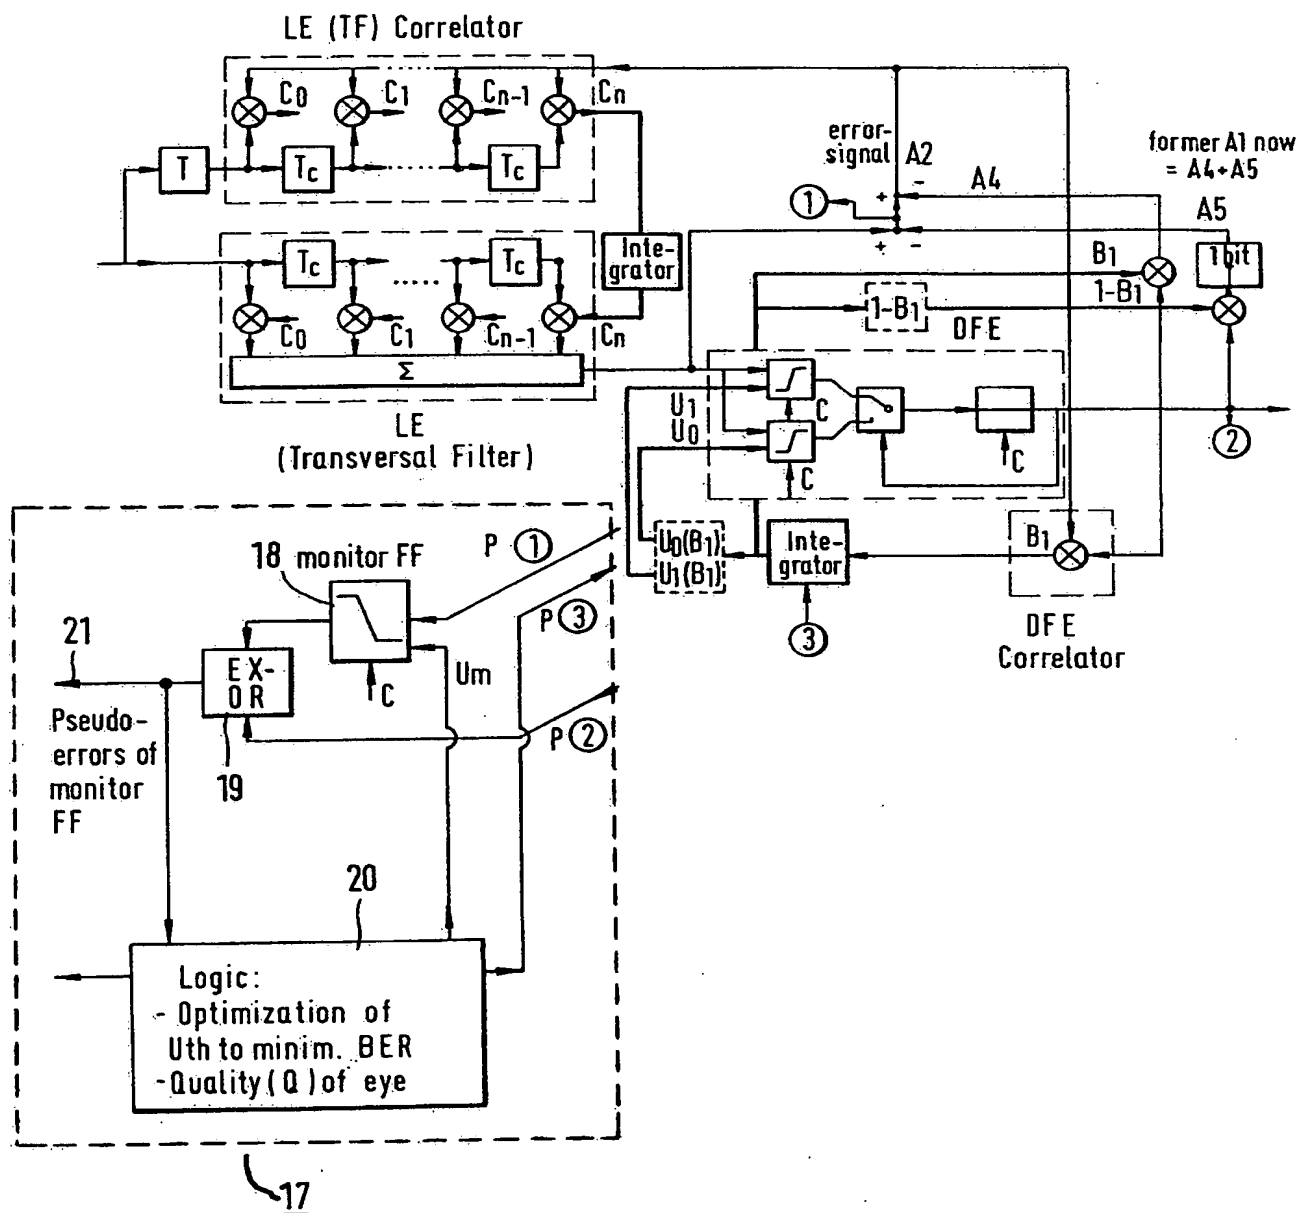 LE (TF) Correlator
C0
C1
Cn-1
Cn
T
Tc
Tc
error-
signal
A2
-
+
A4
former A1 now
= A4+A5
1
A5
+
-
Inte-
grator
Tc
Tc
B1
1 bit
1-B1
1-B1
DFE
C0
C1
Cn-1
Cn
Σ
U1
U0
C
C
C
2
LE
(Transversal Filter)
U0(B1)
U1(B1)
Inte-
grator
B1
3
DFE
Correlator
18 monitor FF
P 1
P 3
21
EX-
OR
C
Um
P 2
Pseudo-
errors of
monitor
FF
19
20
Logic:
- Optimization of
Uth to minim. BER
- Quality (Q) of eye
17